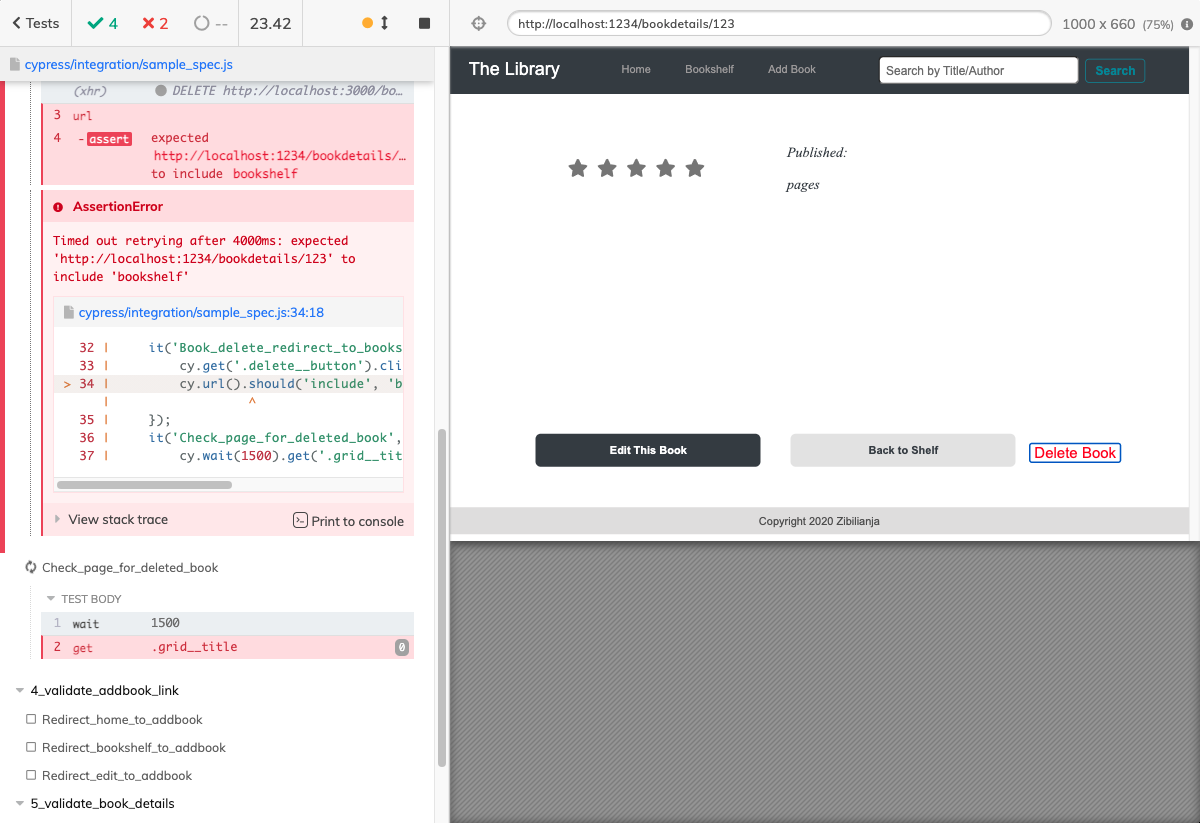 Tests
4
2
--
23.42
http://localhost:1234/bookdetails/123
1000 x 660 (75%)
cypress/integration/sample_spec.js
(xhr) DELETE http://localhost:3000/bo…
3 url
4 -assert expected
http://localhost:1234/bookdetails/…
to include bookshelf
AssertionError
Timed out retrying after 4000ms: expected
'http://localhost:1234/bookdetails/123' to
include 'bookshelf'
cypress/integration/sample_spec.js:34:18
32 | it('Book_delete_redirect_to_books
33 | cy.get('.delete__button').cli
> 34 | cy.url().should('include', 'b
| ^
35 | });
36 | it('Check_page_for_deleted_book',
37 | cy.wait(1500).get('.grid__tit
View stack trace
Print to console
Check_page_for_deleted_book
TEST BODY
1 wait 1500
2 get .grid__title 0
4_validate_addbook_link
Redirect_home_to_addbook
Redirect_bookshelf_to_addbook
Redirect_edit_to_addbook
5_validate_book_details
The Library
Home
Bookshelf
Add Book
Search by Title/Author
Search
Published:
pages
Edit This Book
Back to Shelf
Delete Book
Copyright 2020 Zibilianja